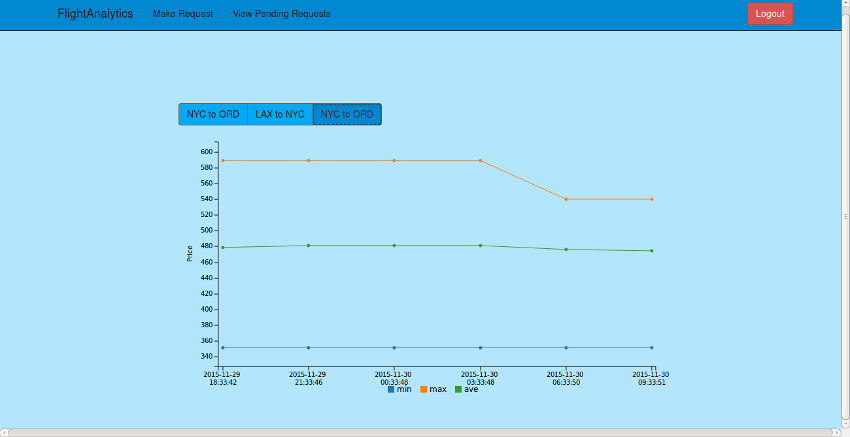 FlightAnalytics Make Request View Pending Requests Logout
NYC to ORD LAX to NYC NYC to ORD
600
580
560
540
520
500
480
460
440
420
400
380
360
340
Price
2015-11-29 2015-11-29 2015-11-30 2015-11-30 2015-11-30 2015-11-30
18:33:42 21:33:46 00:33:48 03:33:48 06:33:50 09:33:51
min max ave